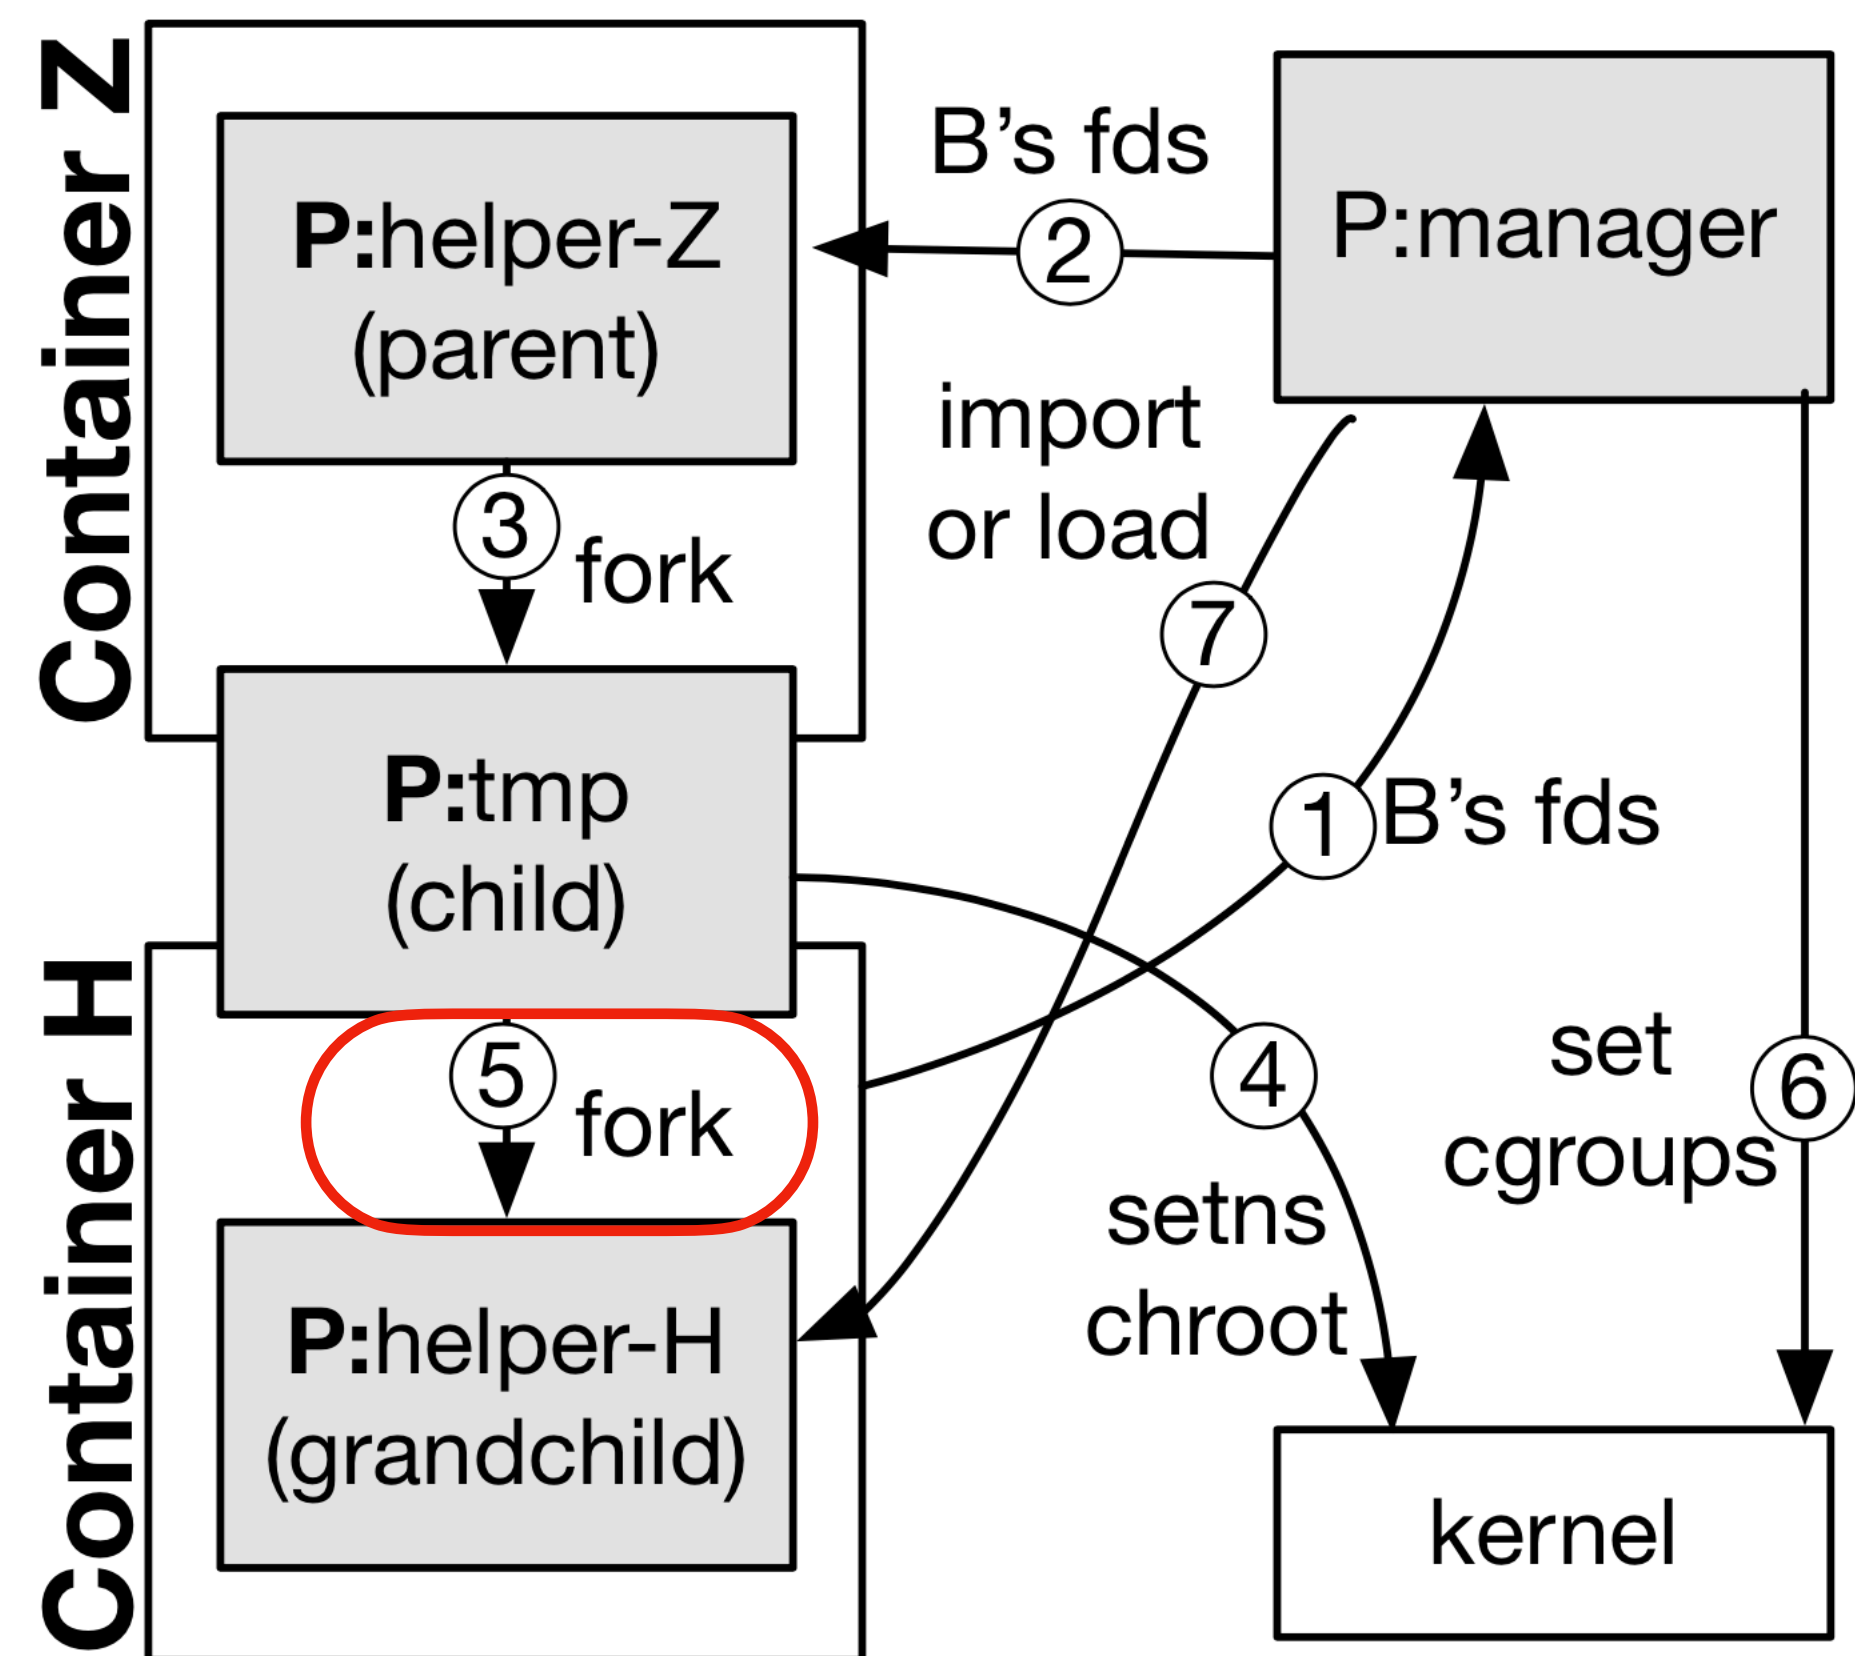 Container Z
P:helper-Z
(parent)
B’s fds
2
P:manager
3
fork
import
or load
7
P:tmp
(child)
1
B’s fds
Container H
5
fork
4
setns
chroot
set
cgroups
6
P:helper-H
(grandchild)
kernel